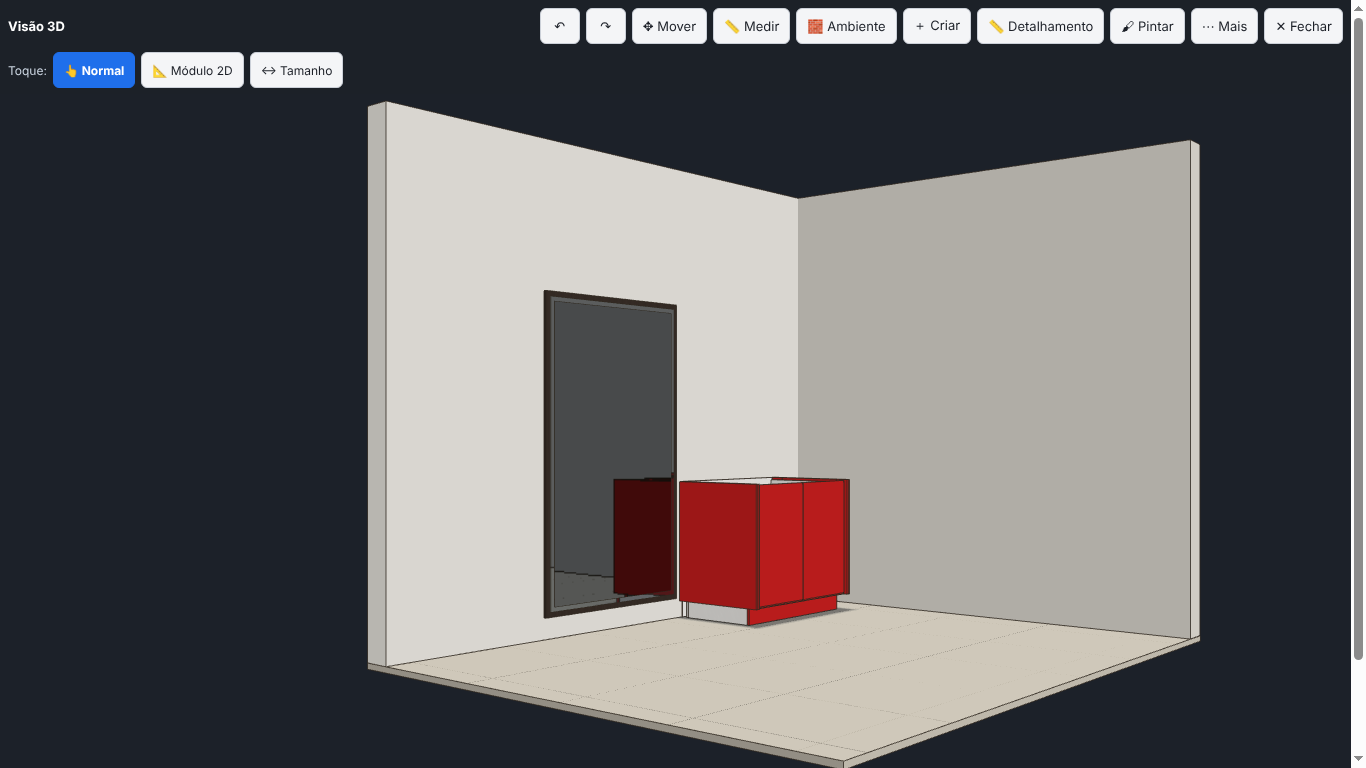 Visão 3D
↶ ↷ ✥ Mover 📏 Medir 🧱 Ambiente + Criar 📏 Detalhamento 🖌 Pintar ··· Mais ✕ Fechar
Toque: 👆 Normal 📐 Módulo 2D ↔ Tamanho